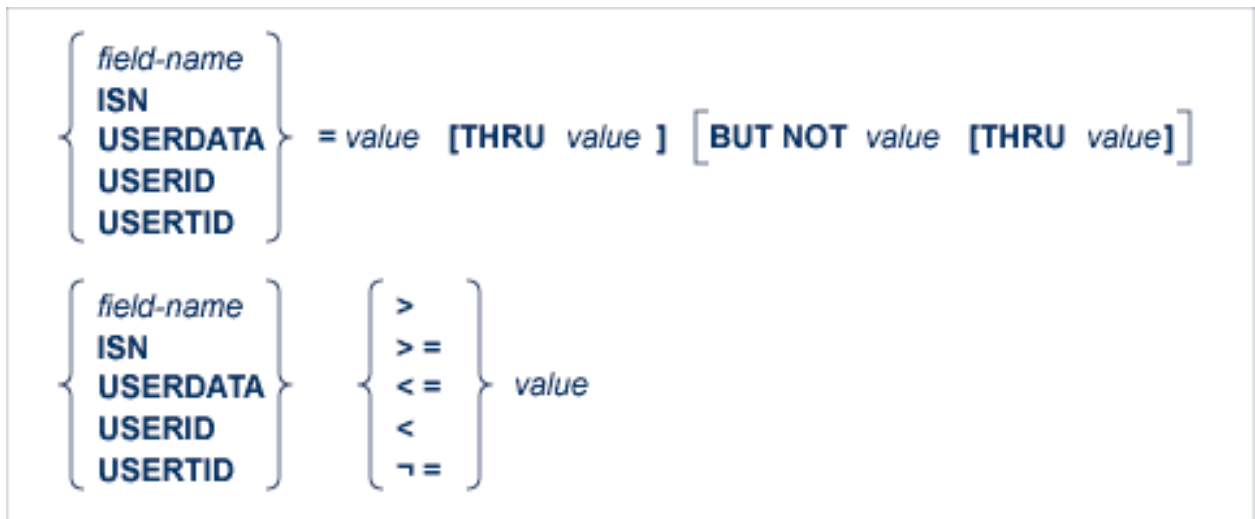 field-name
ISN
USERDATA = value [THRU value ] [BUT NOT value [THRU value]]
USERID
USERTID
field-name >
ISN > =
USERDATA < = value
USERID <
USERTID ¬ =